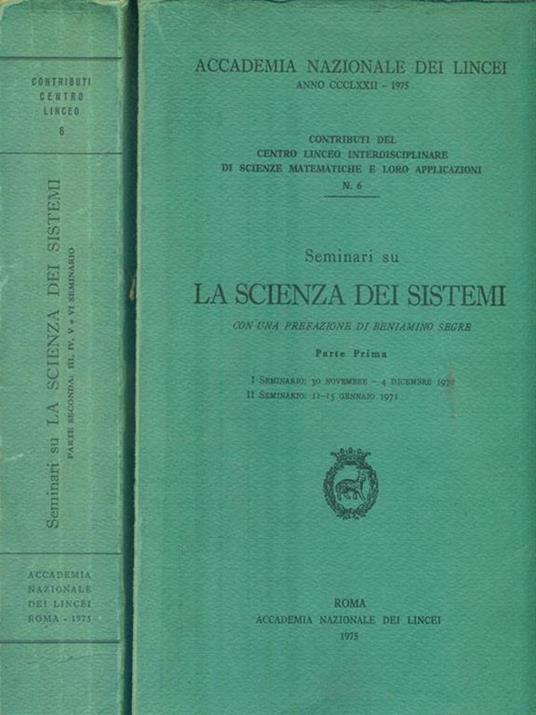 CONTRIBUTI
CENTRO
LINCEO
6
Seminari su LA SCIENZA DEI SISTEMI
PARTE SECONDA: III, IV, V e VI SEMINARIO
ACCADEMIA
NAZIONALE
DEI LINCEI
ROMA - 1975
ACCADEMIA NAZIONALE DEI LINCEI
ANNO CCCLXXII - 1975
CONTRIBUTI DEL
CENTRO LINCEO INTERDISCIPLINARE
DI SCIENZE MATEMATICHE E LORO APPLICAZIONI
N. 6
Seminari su
LA SCIENZA DEI SISTEMI
CON UNA PREFAZIONE DI BENIAMINO SEGRE
Parte Prima
I SEMINARIO: 30 NOVEMBRE - 4 DICEMBRE 1970
II SEMINARIO: 11-15 GENNAIO 1971
ROMA
ACCADEMIA NAZIONALE DEI LINCEI
1975